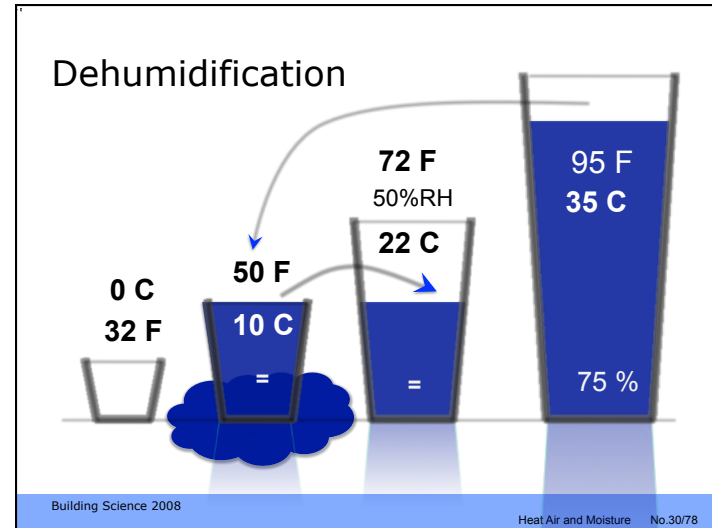 Dehumidification
0 C
32 F
50 F
10 C
=
72 F
50%RH
22 C
=
95 F
35 C
75 %
Building Science 2008
Heat Air and Moisture No.30/78